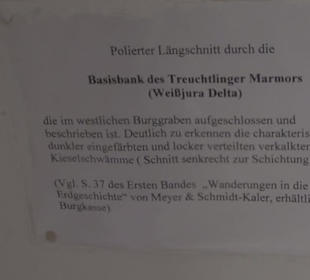 Polierter Längschnitt durch die
Basisbank des Treuchtlinger Marmors
(Weißjura Delta)
die im westlichen Burggraben aufgeschlossen und
beschrieben ist. Deutlich zu erkennen die charakteris
dunkler eingefärbten und locker verteilten verkalkter
Kieselschwämme ( Schnitt senkrecht zur Schichtung
(Vgl. S. 37 des Ersten Bandes „Wanderungen in die
Erdgeschichte" von Meyer & Schmidt-Kaler, erhältli
Burgkasse)